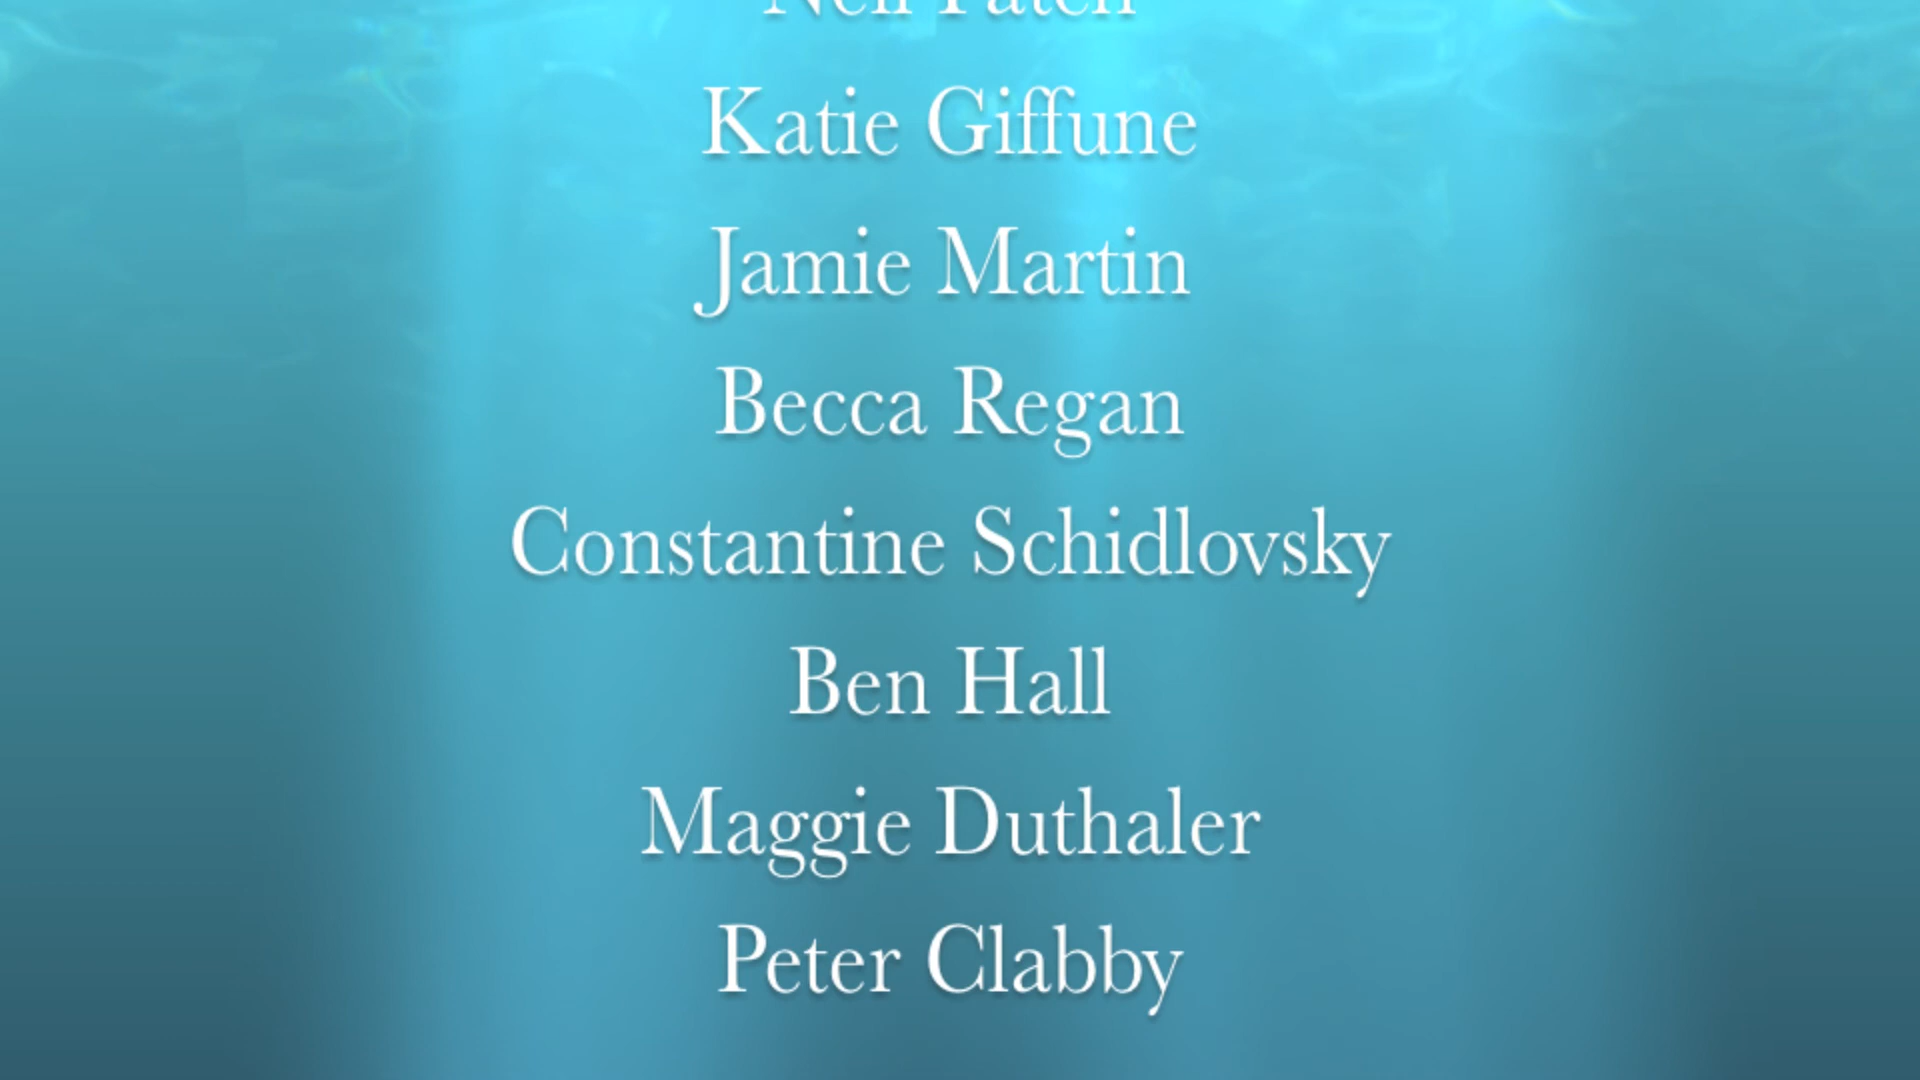 Katie Giffune
Jamie Martin
Becca Regan
Constantine Schidlovsky
Ben Hall
Maggie Duthaler
Peter Clabby